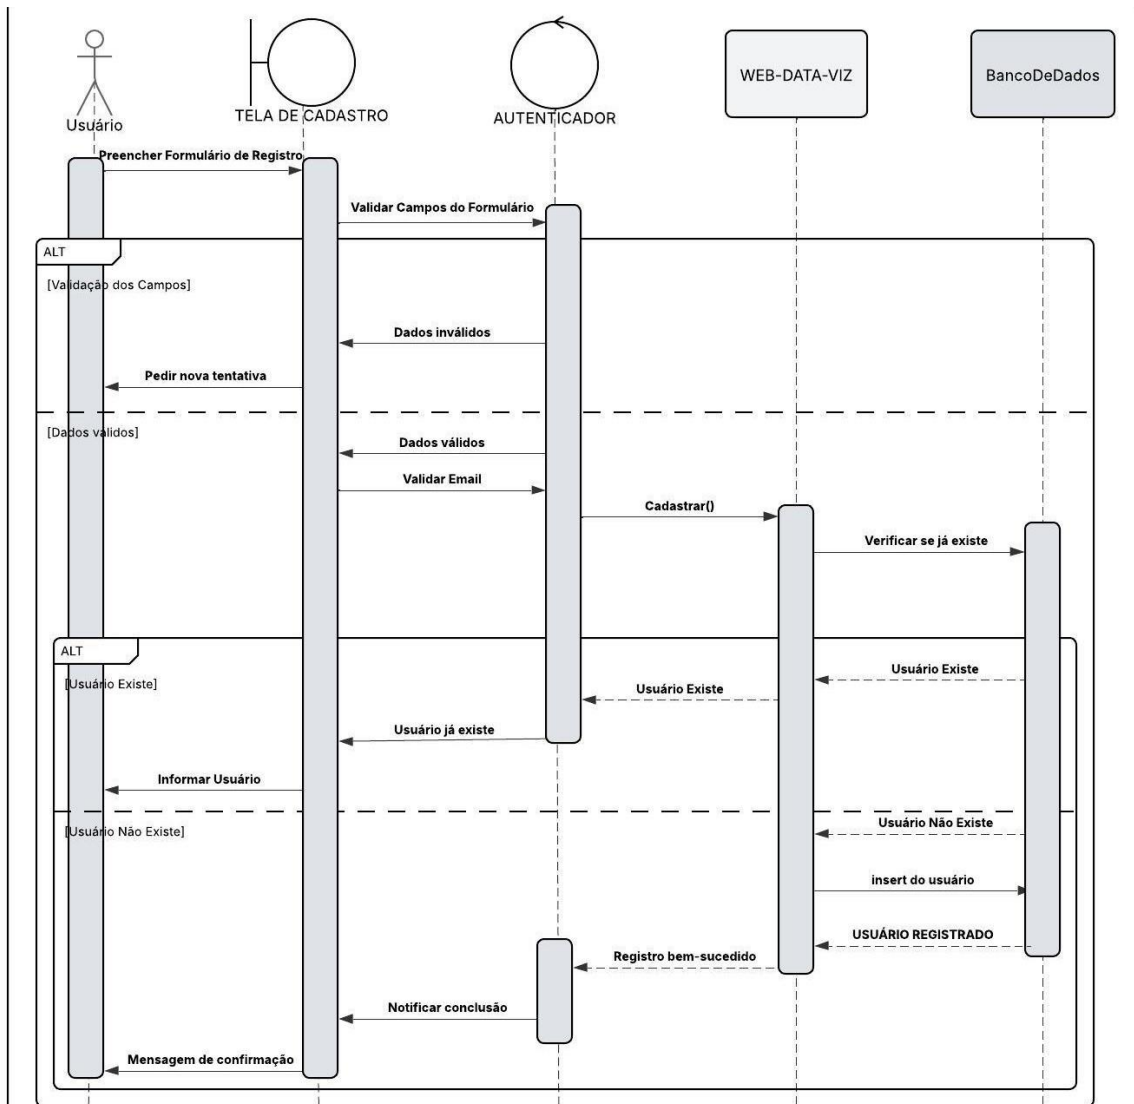 Usuário
TELA DE CADASTRO
AUTENTICADOR
WEB-DATA-VIZ
BancoDeDados
Preencher Formulário de Registro
Validar Campos do Formulário
ALT
[Validação dos Campos]
Dados inválidos
Pedir nova tentativa
[Dados válidos]
Dados válidos
Validar Email
Cadastrar()
Verificar se já existe
ALT
[Usuário Existe]
Usuário Existe
Usuário Existe
Usuário já existe
Informar Usuário
[Usuário Não Existe]
Usuário Não Existe
insert do usuário
USUÁRIO REGISTRADO
Registro bem-sucedido
Notificar conclusão
Mensagem de confirmação